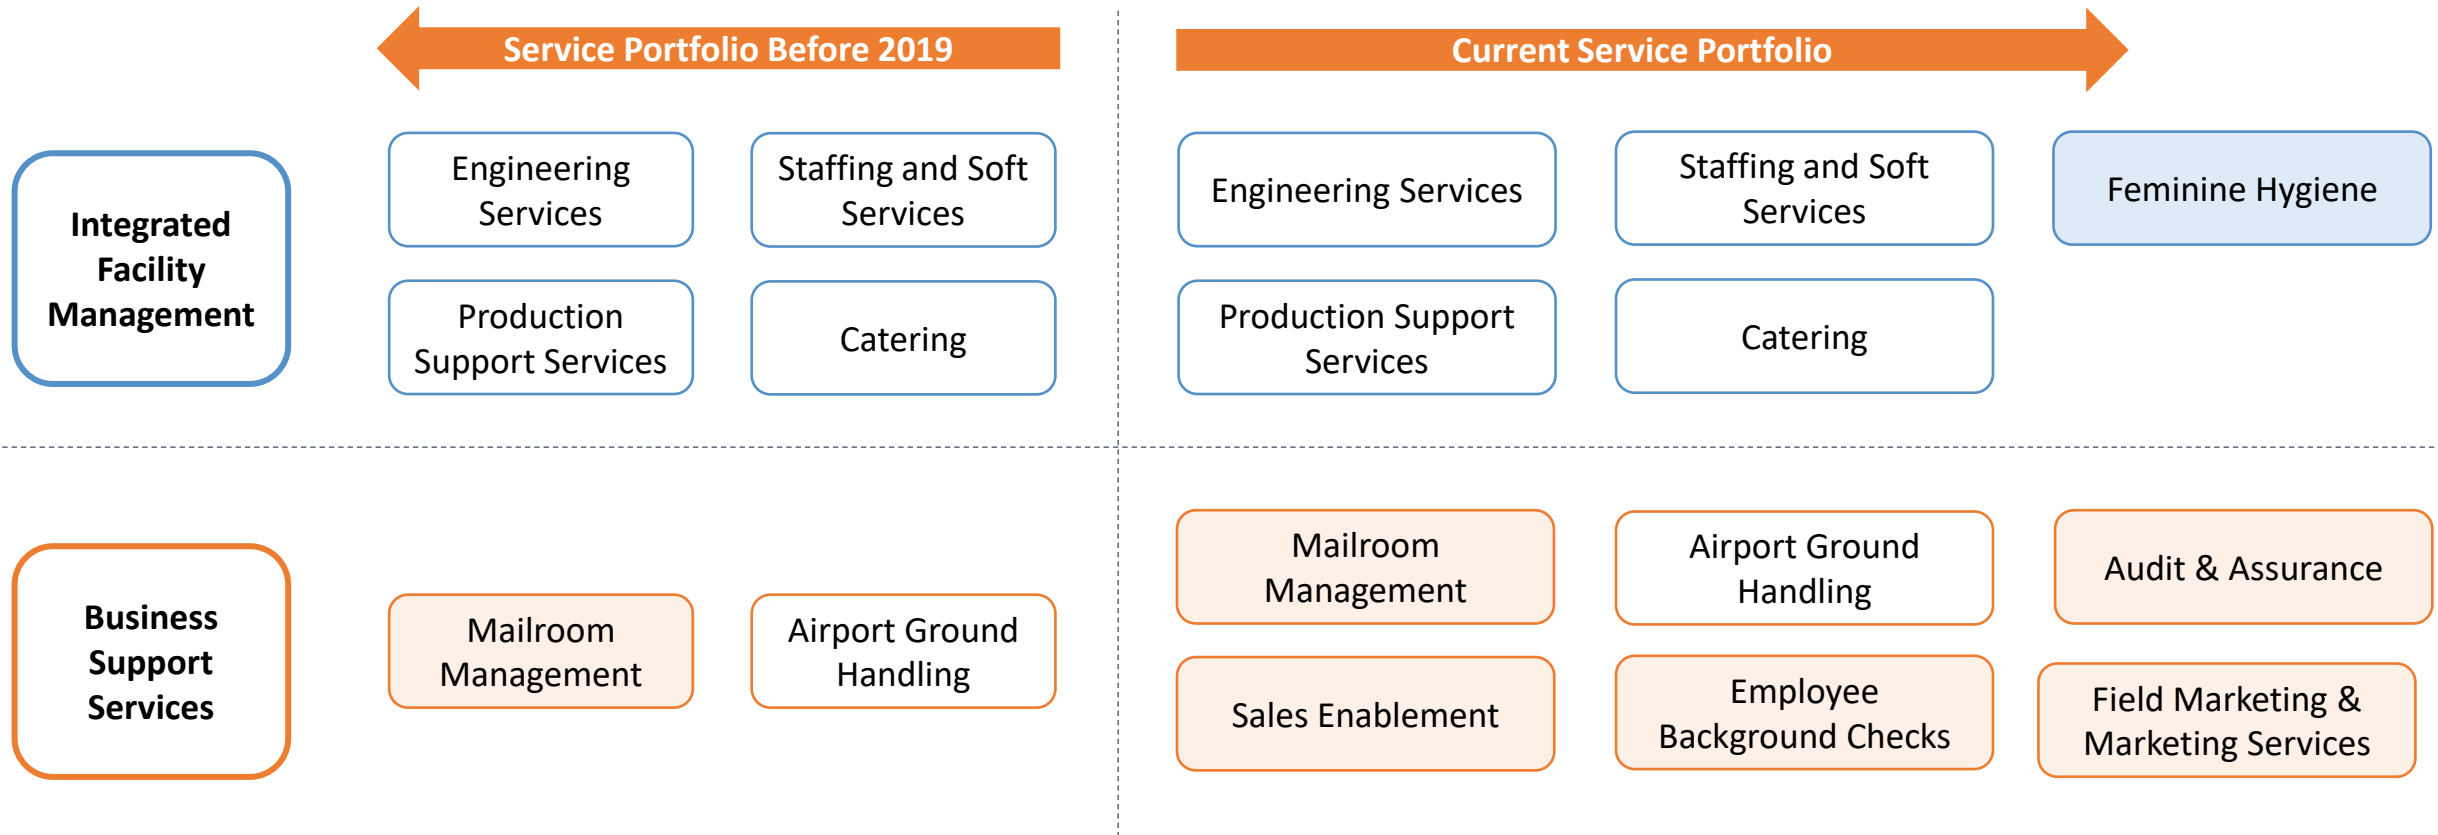 Service Portfolio Before 2019
Current Service Portfolio
Integrated
Facility
Management
Engineering
Services
Staffing and Soft
Services
Production
Support Services
Catering
Engineering Services
Staffing and Soft
Services
Feminine Hygiene
Production Support
Services
Catering
Business
Support
Services
Mailroom
Management
Airport Ground
Handling
Mailroom
Management
Airport Ground
Handling
Audit & Assurance
Sales Enablement
Employee
Background Checks
Field Marketing &
Marketing Services